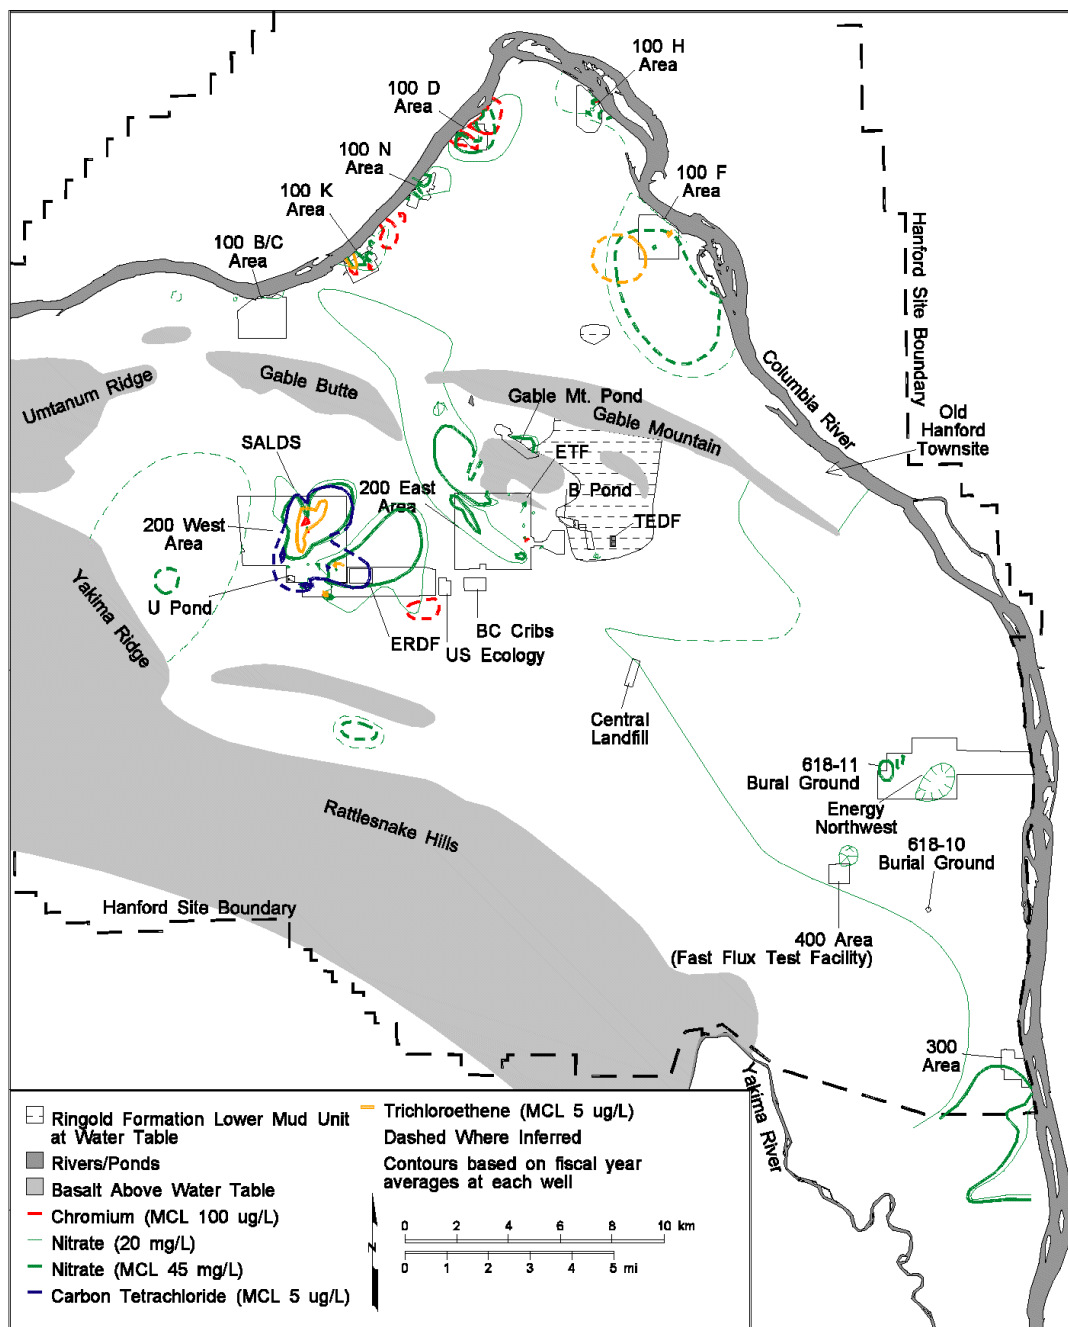 100 H
Area
100 D
Area
100 N
Area
100 F
Area
100 K
Area
100 B/C
Area
Hanford Site Boundary
Columbia River
Umtanum Ridge
Gable Butte
Gable Mt. Pond
Gable Mountain
Old
Hanford
Townsite
SALDS
ETF
200 East
Area
B Pond
200 West
Area
TEDF
U Pond
Yakima Ridge
BC Cribs
ERDF
US Ecology
Central
Landfill
618-11
Bural Ground
Energy
Northwest
Rattlesnake Hills
618-10
Burial Ground
Hanford Site Boundary
400 Area
(Fast Flux Test Facility)
300
Area
Yakima River
Ringold Formation Lower Mud Unit
at Water Table
Rivers/Ponds
Basalt Above Water Table
Chromium (MCL 100 ug/L)
Nitrate (20 mg/L)
Nitrate (MCL 45 mg/L)
Carbon Tetrachloride (MCL 5 ug/L)
Trichloroethene (MCL 5 ug/L)
Dashed Where Inferred
Contours based on fiscal year
averages at each well
0 2 4 6 8 10 km
0 1 2 3 4 5 mi
N